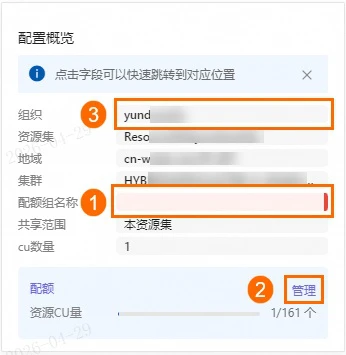 配置概览
点击字段可以快速跳转到对应位置
组织 3 yund
资源集 Reso
地域 cn-w
集群 HYB ..
配额组名称 1
共享范围 本资源集
cu数量 1
配额 2 管理
资源CU量 1/161 个